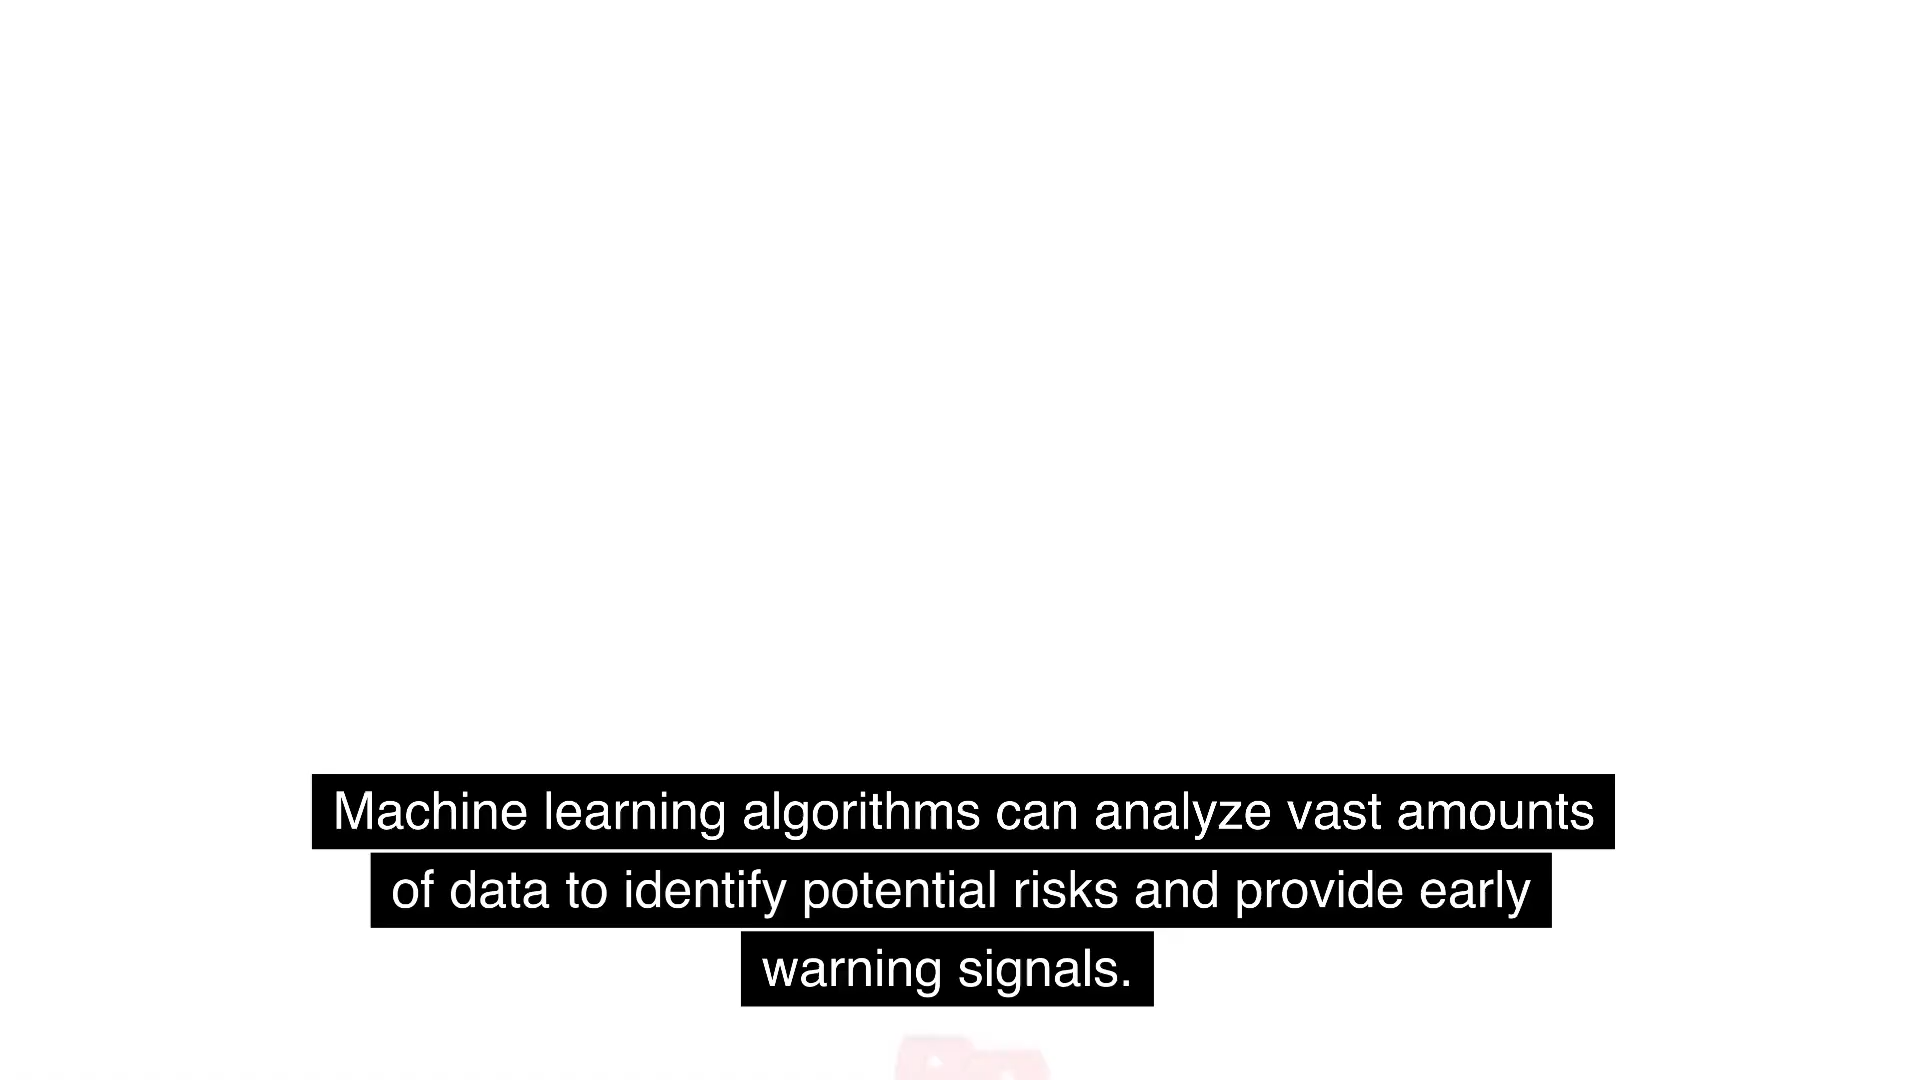 Machine learning algorithms can analyze vast amounts
of data to identify potential risks and provide early
warning signals.